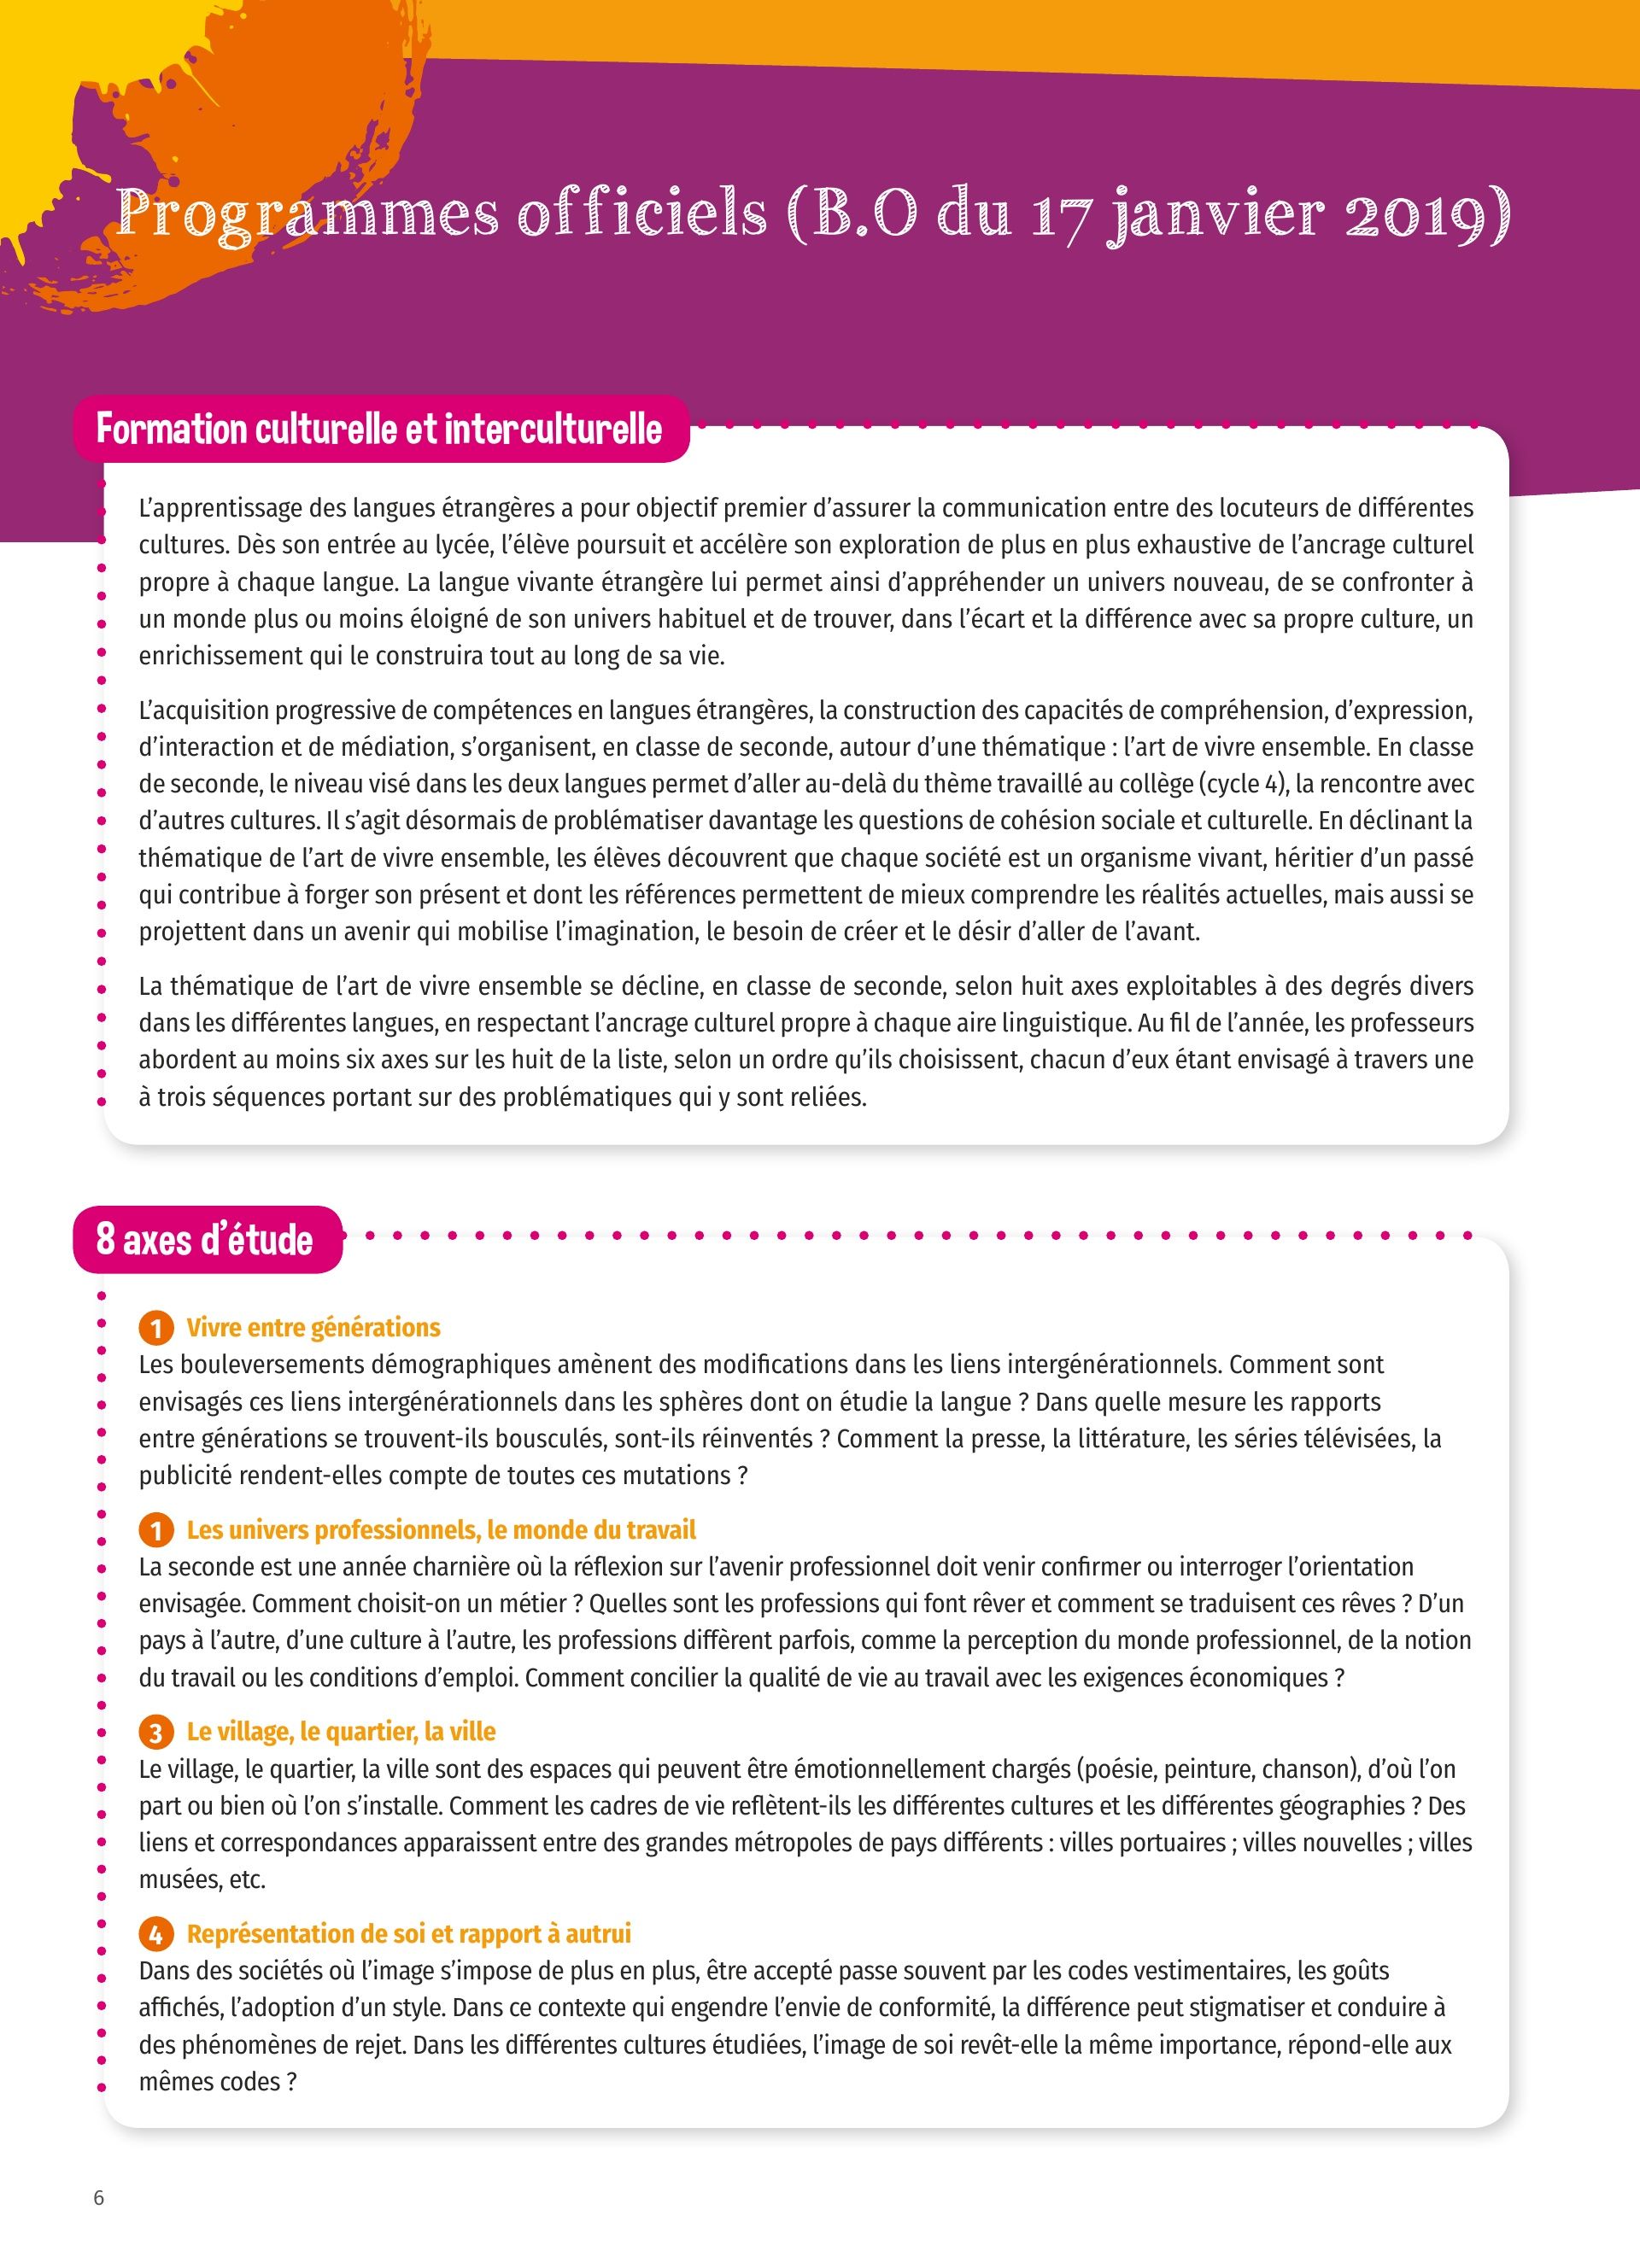 Programmes officiels (B.O du 17 janvier 2019)
Formation culturelle et interculturelle
L’apprentissage des langues étrangères a pour objectif premier d’assurer la communication entre des locuteurs de différentes
cultures. Dès son entrée au lycée, l’élève poursuit et accélère son exploration de plus en plus exhaustive de l’ancrage culturel
propre à chaque langue. La langue vivante étrangère lui permet ainsi d’appréhender un univers nouveau, de se confronter à
un monde plus ou moins éloigné de son univers habituel et de trouver, dans l’écart et la différence avec sa propre culture, un
enrichissement qui le construira tout au long de sa vie.
L’acquisition progressive de compétences en langues étrangères, la construction des capacités de compréhension, d’expression,
d’interaction et de médiation, s’organisent, en classe de seconde, autour d’une thématique : l’art de vivre ensemble. En classe
de seconde, le niveau visé dans les deux langues permet d’aller au-delà du thème travaillé au collège (cycle 4), la rencontre avec
d’autres cultures. Il s’agit désormais de problématiser davantage les questions de cohésion sociale et culturelle. En déclinant la
thématique de l’art de vivre ensemble, les élèves découvrent que chaque société est un organisme vivant, héritier d’un passé
qui contribue à forger son présent et dont les références permettent de mieux comprendre les réalités actuelles, mais aussi se
projettent dans un avenir qui mobilise l’imagination, le besoin de créer et le désir d’aller de l’avant.
La thématique de l’art de vivre ensemble se décline, en classe de seconde, selon huit axes exploitables à des degrés divers
dans les différentes langues, en respectant l’ancrage culturel propre à chaque aire linguistique. Au fil de l’année, les professeurs
abordent au moins six axes sur les huit de la liste, selon un ordre qu’ils choisissent, chacun d’eux étant envisagé à travers une
à trois séquences portant sur des problématiques qui y sont reliées.
8 axes d’étude
1 Vivre entre générations
Les bouleversements démographiques amènent des modifications dans les liens intergénérationnels. Comment sont
envisagés ces liens intergénérationnels dans les sphères dont on étudie la langue ? Dans quelle mesure les rapports
entre générations se trouvent-ils bousculés, sont-ils réinventés ? Comment la presse, la littérature, les séries télévisées, la
publicité rendent-elles compte de toutes ces mutations ?
1 Les univers professionnels, le monde du travail
La seconde est une année charnière où la réflexion sur l’avenir professionnel doit venir confirmer ou interroger l’orientation
envisagée. Comment choisit-on un métier ? Quelles sont les professions qui font rêver et comment se traduisent ces rêves ? D’un
pays à l’autre, d’une culture à l’autre, les professions diffèrent parfois, comme la perception du monde professionnel, de la notion
du travail ou les conditions d’emploi. Comment concilier la qualité de vie au travail avec les exigences économiques ?
3 Le village, le quartier, la ville
Le village, le quartier, la ville sont des espaces qui peuvent être émotionnellement chargés (poésie, peinture, chanson), d’où l’on
part ou bien où l’on s’installe. Comment les cadres de vie reflètent-ils les différentes cultures et les différentes géographies ? Des
liens et correspondances apparaissent entre des grandes métropoles de pays différents : villes portuaires ; villes nouvelles ; villes
musées, etc.
4 Représentation de soi et rapport à autrui
Dans des sociétés où l’image s’impose de plus en plus, être accepté passe souvent par les codes vestimentaires, les goûts
affichés, l’adoption d’un style. Dans ce contexte qui engendre l’envie de conformité, la différence peut stigmatiser et conduire à
des phénomènes de rejet. Dans les différentes cultures étudiées, l’image de soi revêt-elle la même importance, répond-elle aux
mêmes codes ?
6